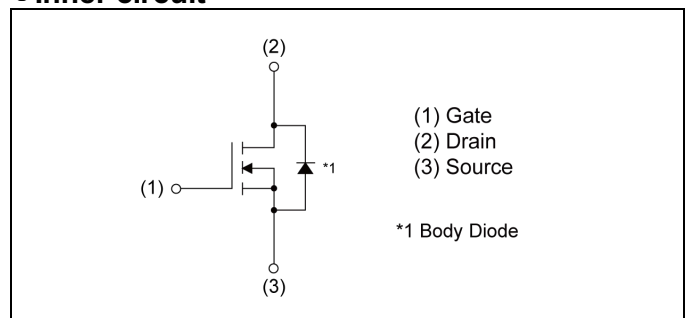 Inner circuit
(2)
(1) Gate
(2) Drain
(3) Source
*1
(1)
*1 Body Diode
(3)